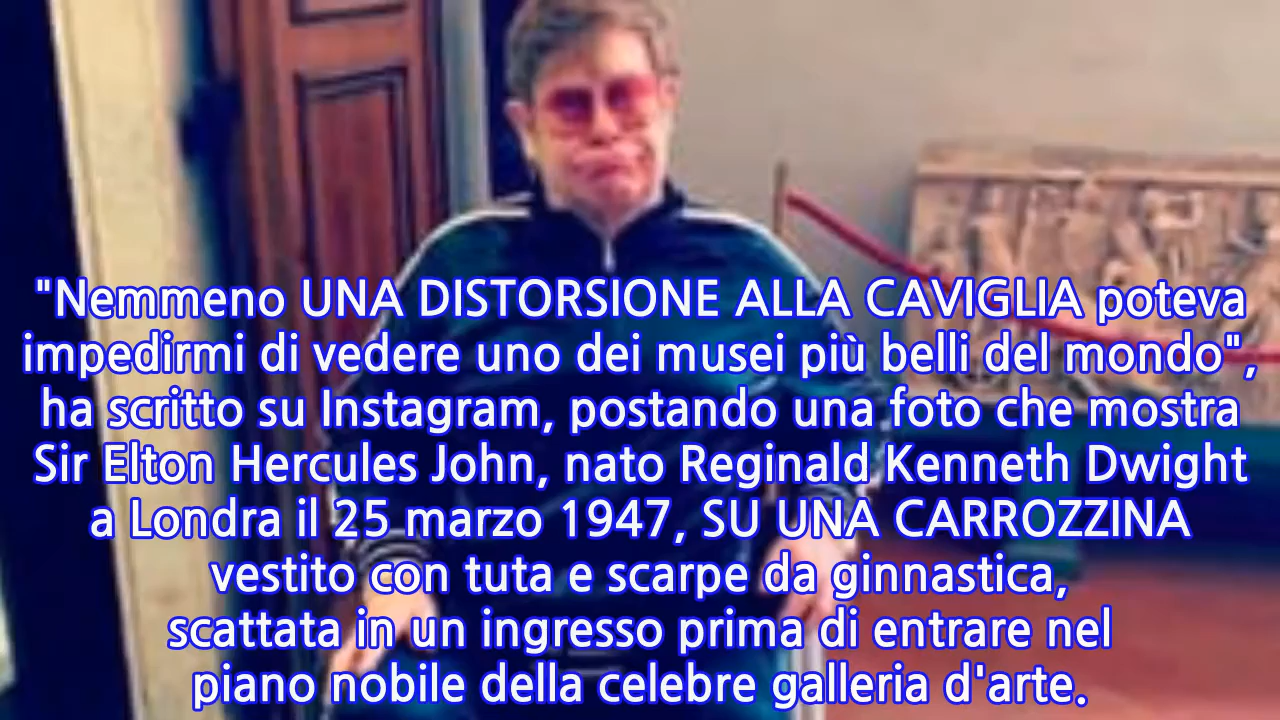 "Nemmeno UNA DISTORSIONE ALLA CAVIGLIA poteva
impedirmi di vedere uno dei musei più belli del mondo",
ha scritto su Instagram, postando una foto che mostra
Sir Elton Hercules John, nato Reginald Kenneth Dwight
a Londra il 25 marzo 1947, SU UNA CARROZZINA
vestito con tuta e scarpe da ginnastica,
scattata in un ingresso prima di entrare nel
piano nobile della celebre galleria d'arte.